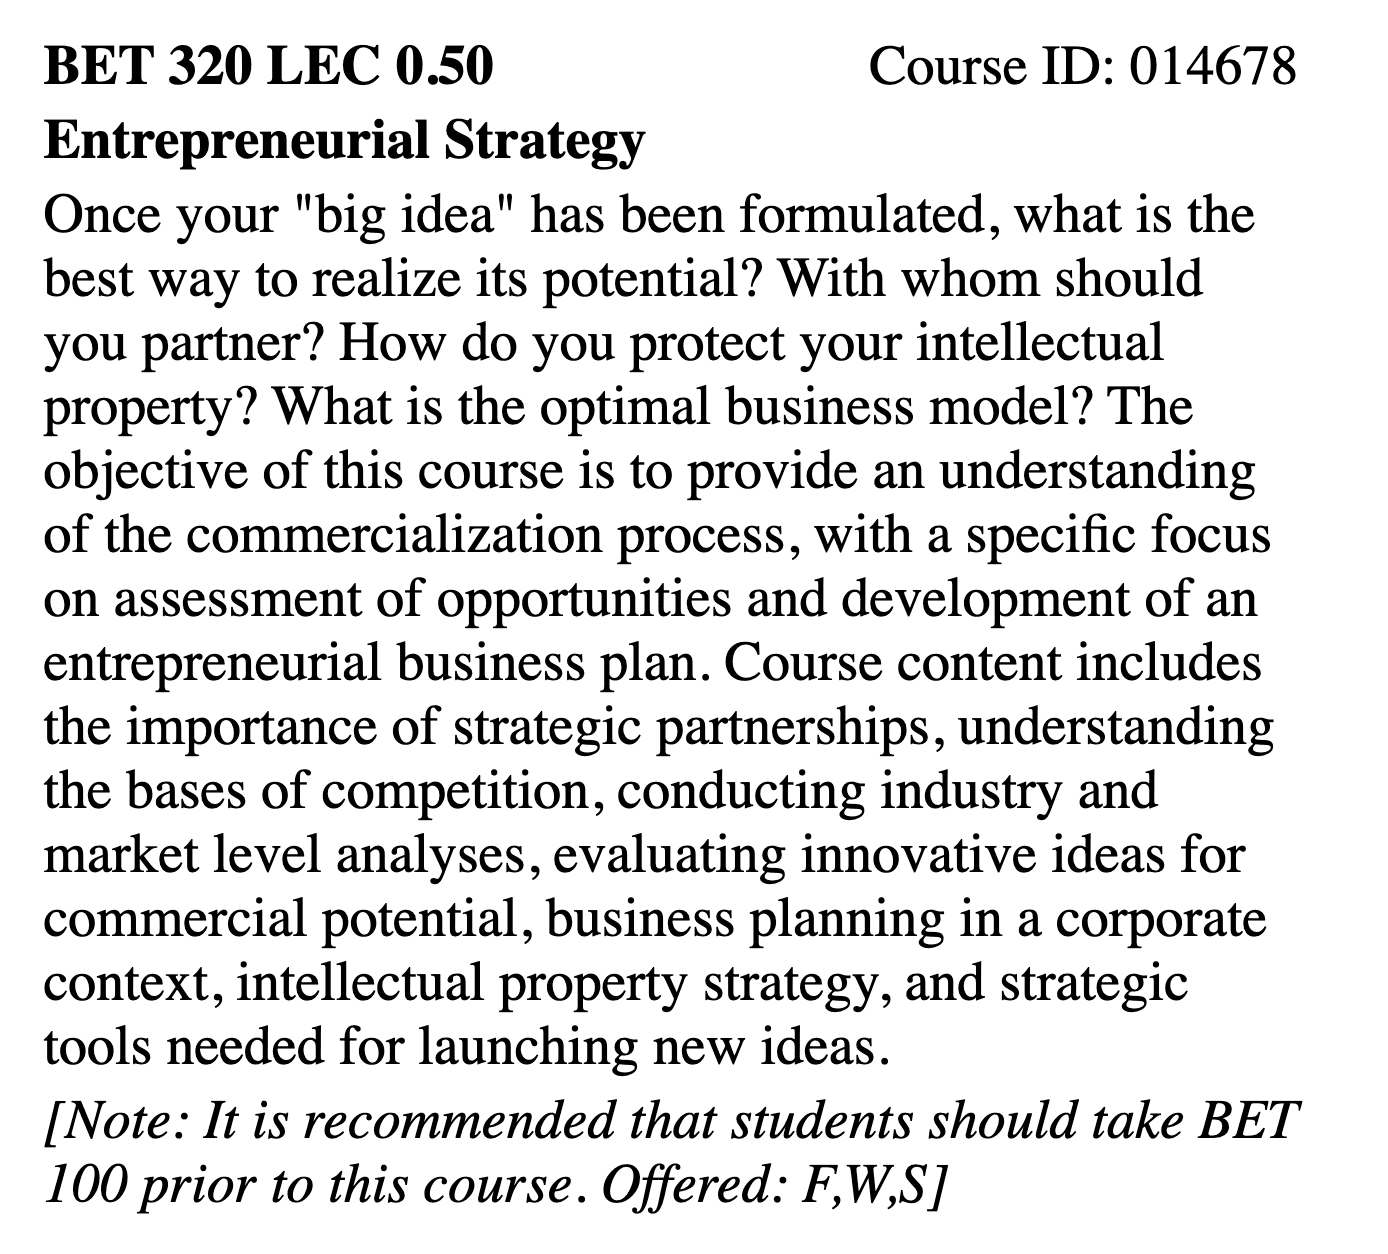 BET 320 LEC 0.50 Course ID: 014678
Entrepreneurial Strategy
Once your "big idea" has been formulated, what is the
best way to realize its potential? With whom should
you partner? How do you protect your intellectual
property? What is the optimal business model? The
objective of this course is to provide an understanding
of the commercialization process, with a specific focus
on assessment of opportunities and development of an
entrepreneurial business plan. Course content includes
the importance of strategic partnerships, understanding
the bases of competition, conducting industry and
market level analyses, evaluating innovative ideas for
commercial potential, business planning in a corporate
context, intellectual property strategy, and strategic
tools needed for launching new ideas.
[Note: It is recommended that students should take BET
100 prior to this course. Offered: F,W,S]